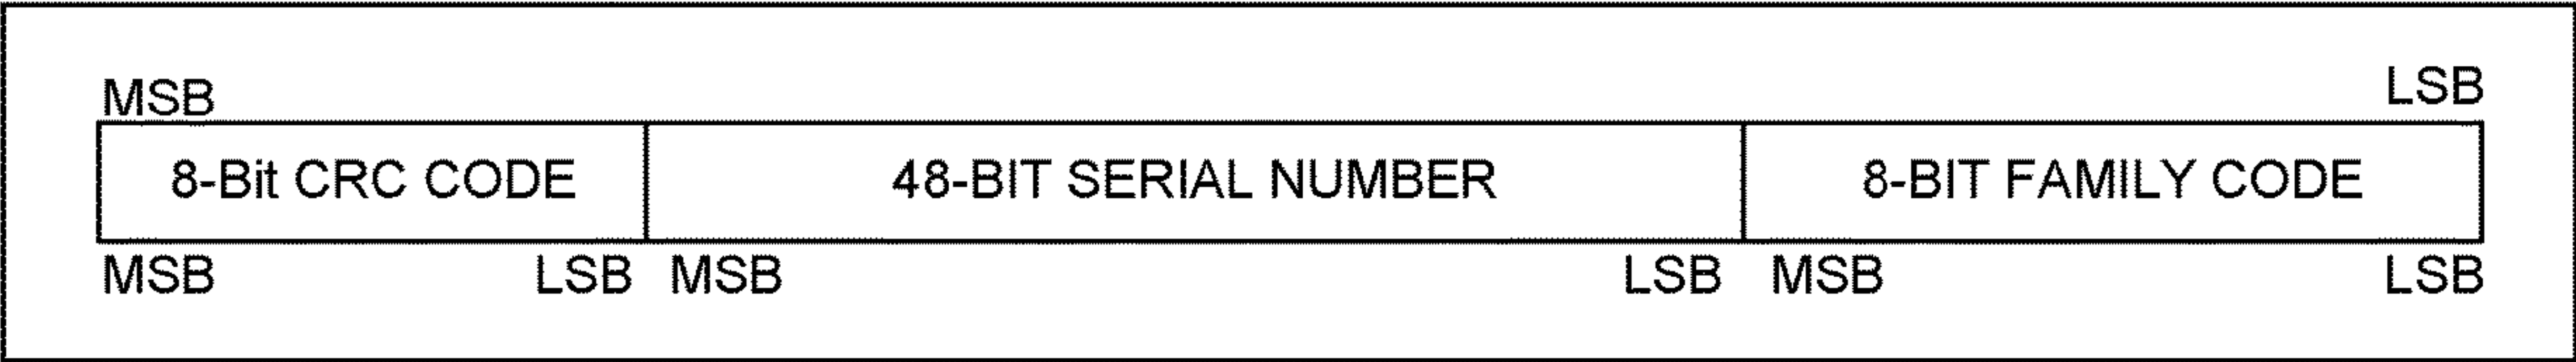 MSB LSB
8-Bit CRC CODE 48-BIT SERIAL NUMBER 8-BIT FAMILY CODE
MSB LSB MSB LSB MSB LSB